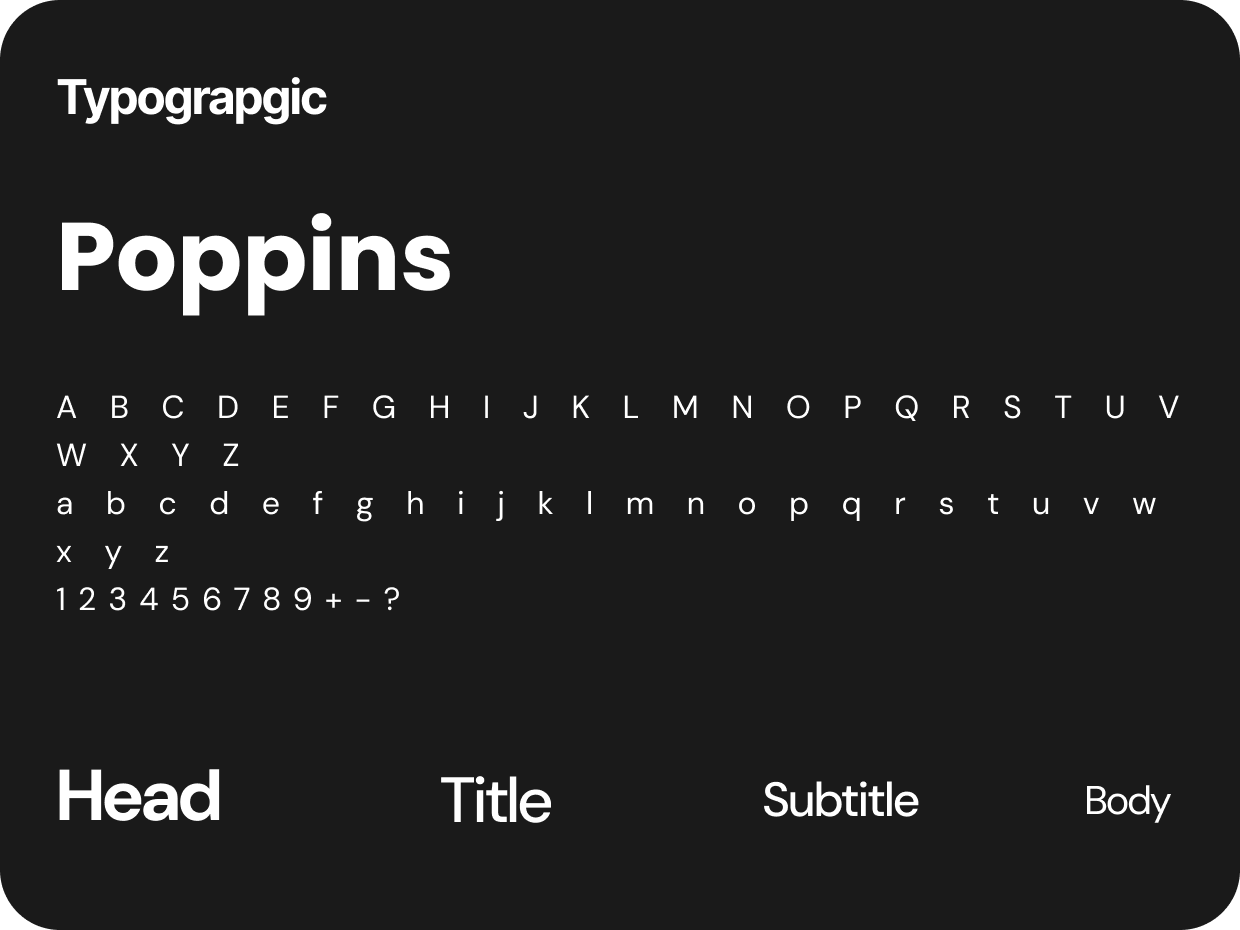 Typograpgic
Poppins
A B C D E F G H I J K L M N O P Q R S T U V
W X Y Z
a b c d e f g h i j k l m n o p q r s t u v w
x y z
1 2 3 4 5 6 7 8 9 + - ?
Head Title Subtitle Body